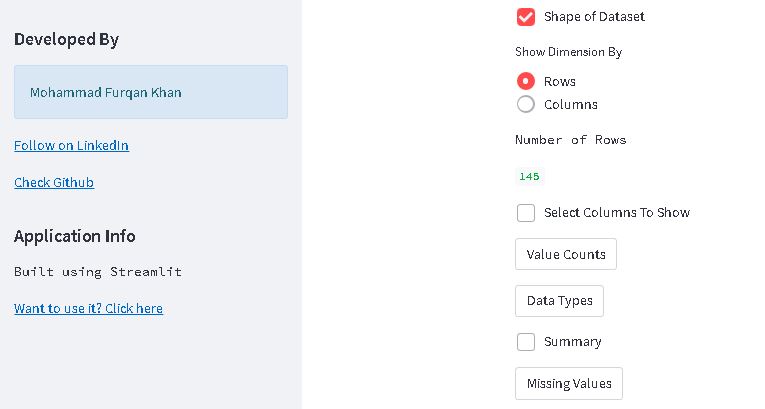 Developed By
Mohammad Furqan Khan
Follow on LinkedIn
Check Github
Application Info
Built using Streamlit
Want to use it? Click here
Shape of Dataset
Show Dimension By
Rows
Columns
Number of Rows
145
Select Columns To Show
Value Counts
Data Types
Summary
Missing Values